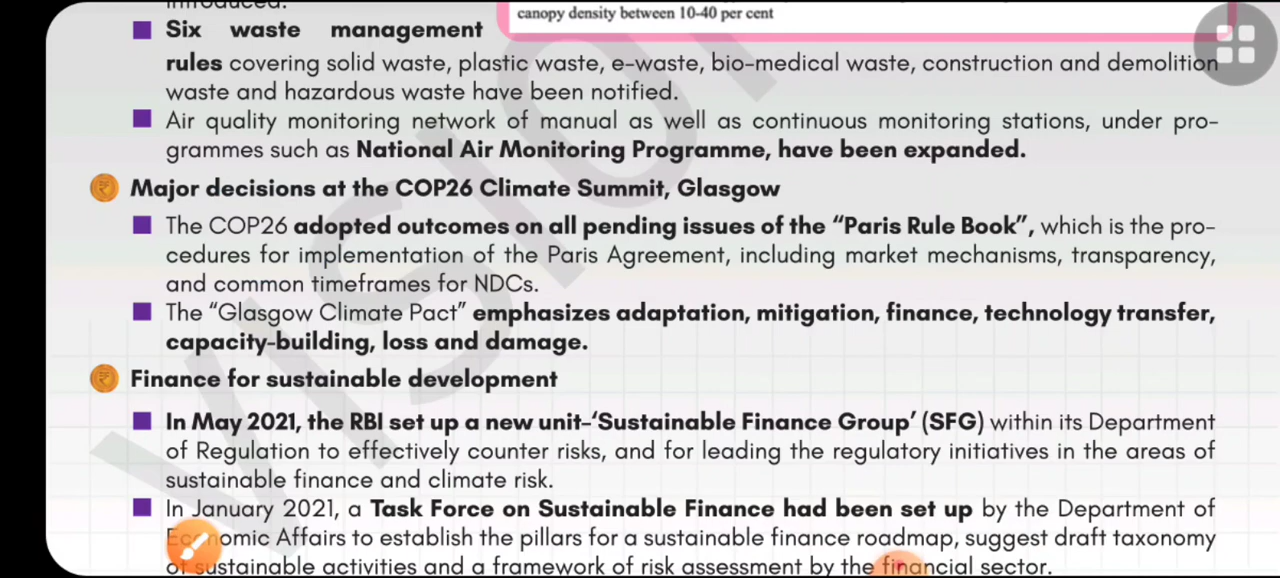 introduced.
canopy density between 10-40 per cent
Six waste management
rules covering solid waste, plastic waste, e-waste, bio-medical waste, construction and demolition
waste and hazardous waste have been notified.
Air quality monitoring network of manual as well as continuous monitoring stations, under pro-
grammes such as National Air Monitoring Programme, have been expanded.
Major decisions at the COP26 Climate Summit, Glasgow
The COP26 adopted outcomes on all pending issues of the “Paris Rule Book”, which is the pro-
cedures for implementation of the Paris Agreement, including market mechanisms, transparency,
and common timeframes for NDCs.
The “Glasgow Climate Pact” emphasizes adaptation, mitigation, finance, technology transfer,
capacity-building, loss and damage.
Finance for sustainable development
In May 2021, the RBI set up a new unit-‘Sustainable Finance Group’ (SFG) within its Department
of Regulation to effectively counter risks, and for leading the regulatory initiatives in the areas of
sustainable finance and climate risk.
In January 2021, a Task Force on Sustainable Finance had been set up by the Department of
Economic Affairs to establish the pillars for a sustainable finance roadmap, suggest draft taxonomy
of sustainable activities and a framework of risk assessment by the financial sector.
VISIO